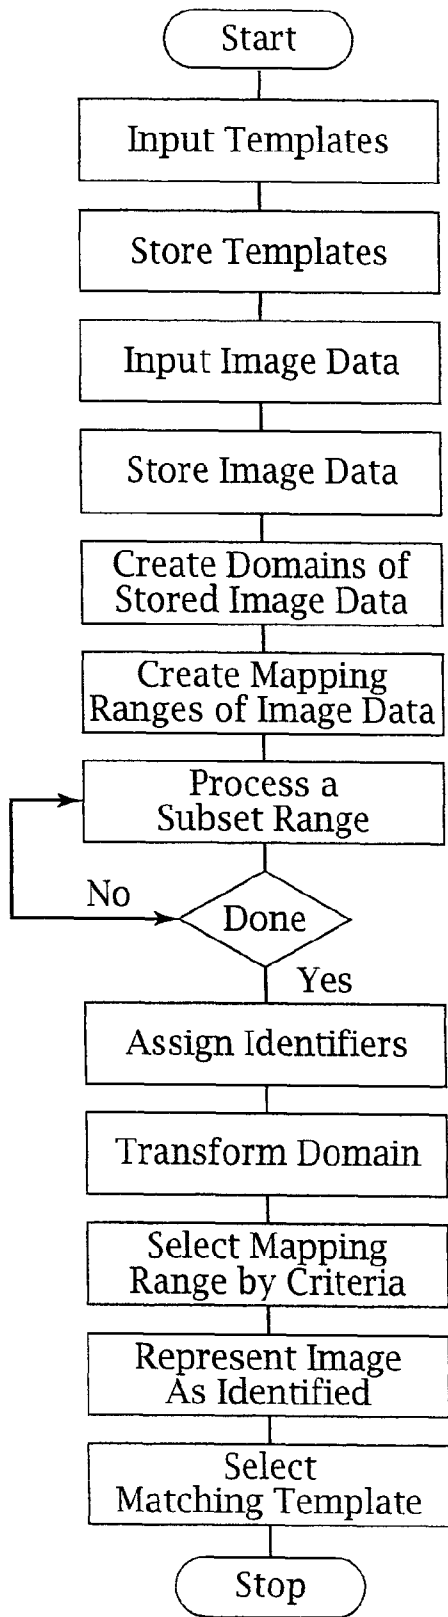 Start
Input Templates
Store Templates
Input Image Data
Store Image Data
Create Domains of
Stored Image Data
Create Mapping
Ranges of Image Data
Process a
Subset Range
No
Done
Yes
Assign Identifiers
Transform Domain
Select Mapping
Range by Criteria
Represent Image
As Identified
Select
Matching Template
Stop